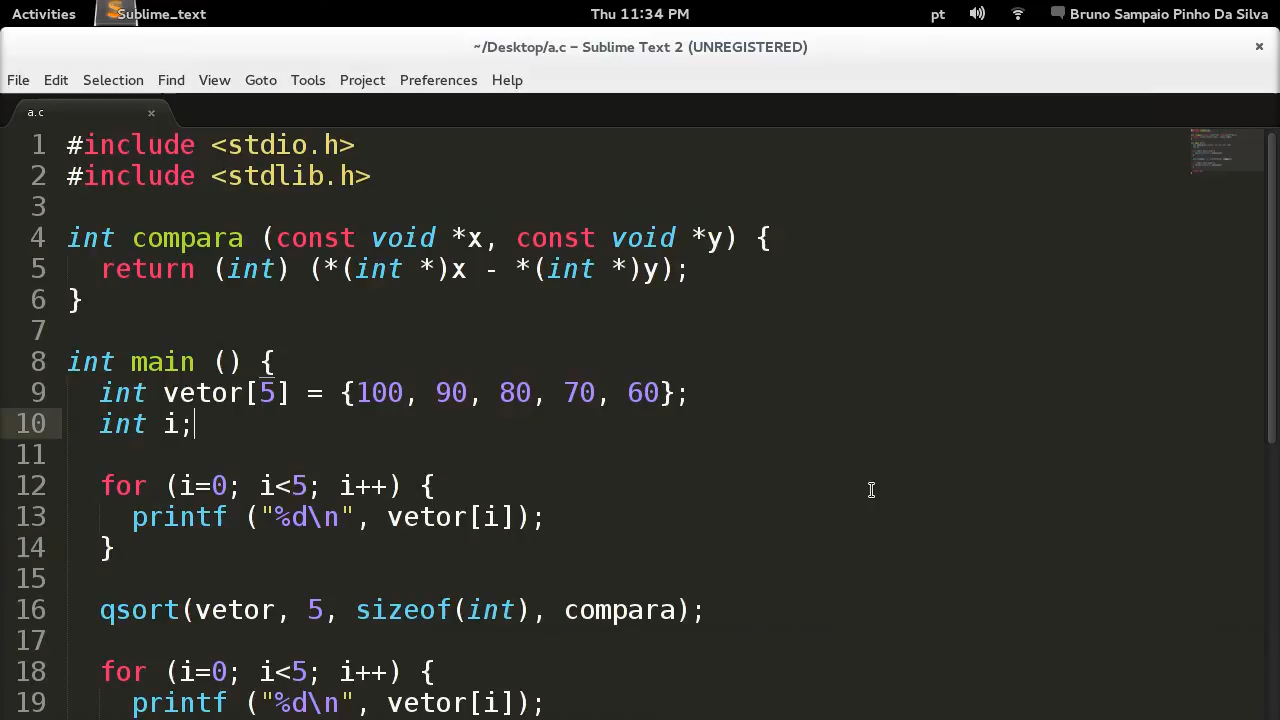 Activities Sublime_text Thu 11:34 PM pt Bruno Sampaio Pinho Da Silva
~/Desktop/a.c – Sublime Text 2 (UNREGISTERED) ×
File Edit Selection Find View Goto Tools Project Preferences Help
a.c ×
1 #include <stdio.h>
2 #include <stdlib.h>
3
4 int compara (const void *x, const void *y) {
5 return (int) (*(int *)x - *(int *)y);
6 }
7
8 int main () {
9 int vetor[5] = {100, 90, 80, 70, 60};
10 int i;
11
12 for (i=0; i<5; i++) {
13 printf ("%d\n", vetor[i]);
14 }
15
16 qsort(vetor, 5, sizeof(int), compara);
17
18 for (i=0; i<5; i++) {
19 printf ("%d\n", vetor[i]);